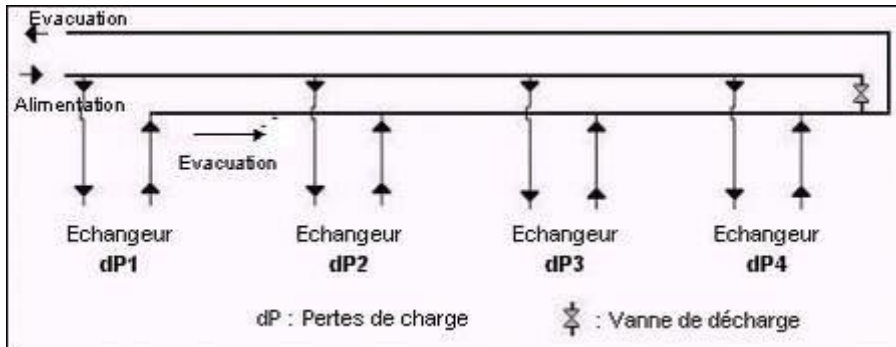 Evacuation
Alimentation
Evacuation
Echangeur Echangeur Echangeur Echangeur
dP1 dP2 dP3 dP4
dP : Pertes de charge : Vanne de décharge